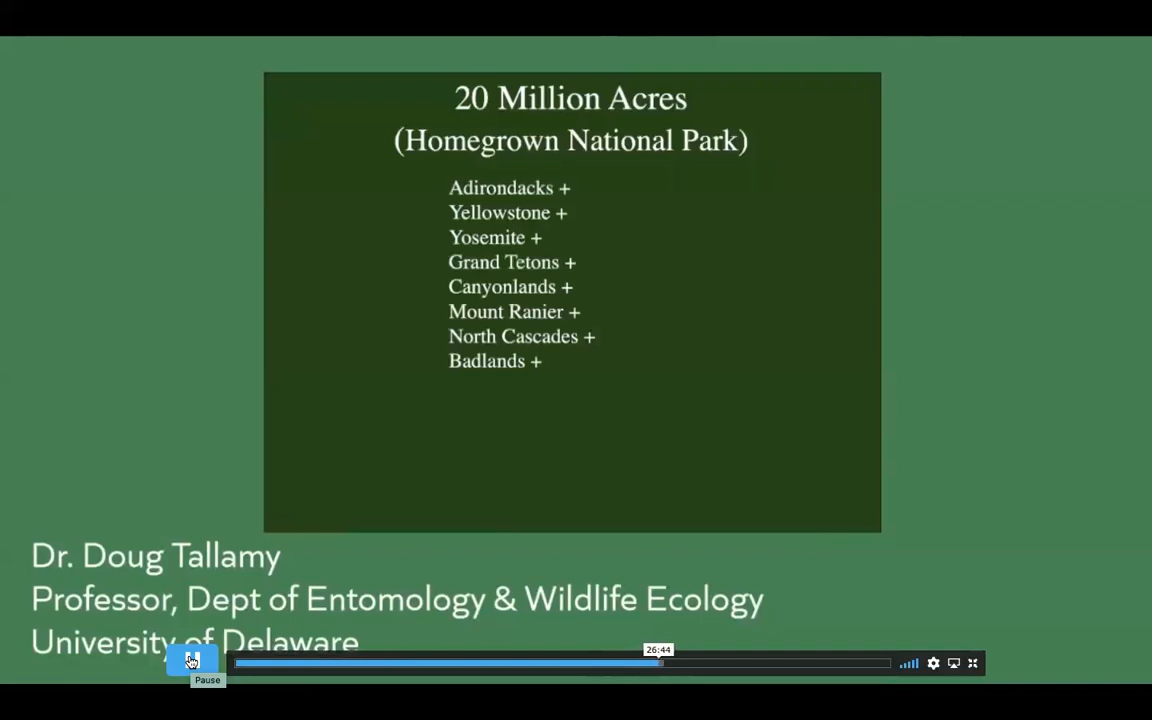 20 Million Acres
(Homegrown National Park)
Adirondacks +
Yellowstone +
Yosemite +
Grand Tetons +
Canyonlands +
Mount Ranier +
North Cascades +
Badlands +
Dr. Doug Tallamy
Professor, Dept of Entomology & Wildlife Ecology
University of Delaware
26:44
Pause